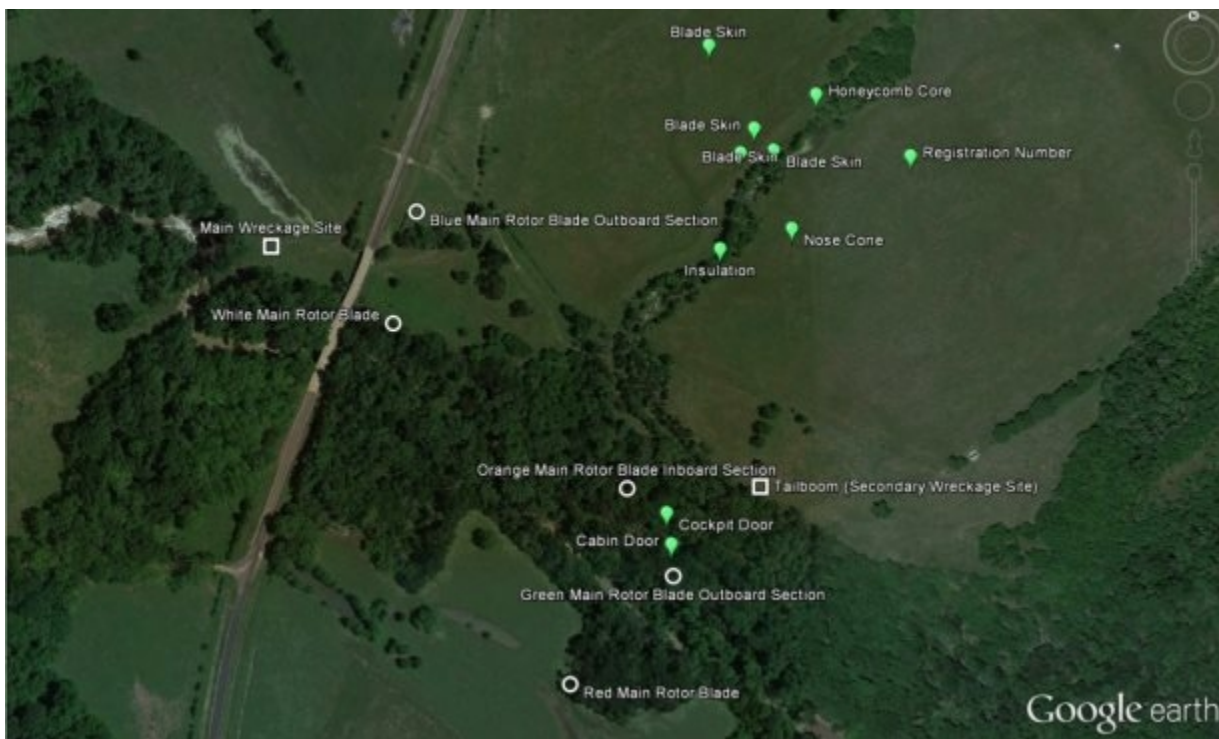 Blade Skin
Honeycomb Core
Blade Skin
Blade Skin
Blade Skin
Registration Number
Blue Main Rotor Blade Outboard Section
Main Wreckage Site
Nose Cone
Insulation
White Main Rotor Blade
Orange Main Rotor Blade Inboard Section
Tailboom (Secondary Wreckage Site)
Cockpit Door
Cabin Door
Green Main Rotor Blade Outboard Section
Red Main Rotor Blade
Google earth